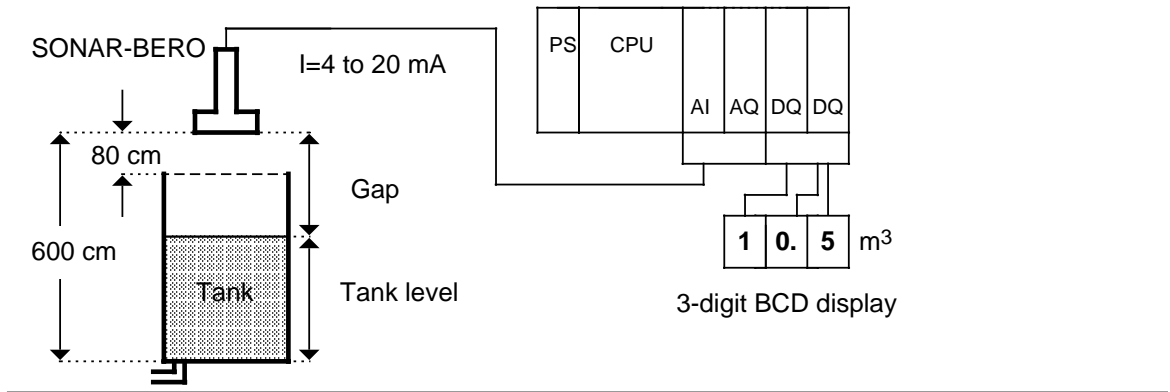 SONAR-BERO
I=4 to 20 mA
PS CPU
AI AQ DQ DQ
80 cm
Gap
600 cm
1 0. 5 m3
Tank
Tank level
3-digit BCD display